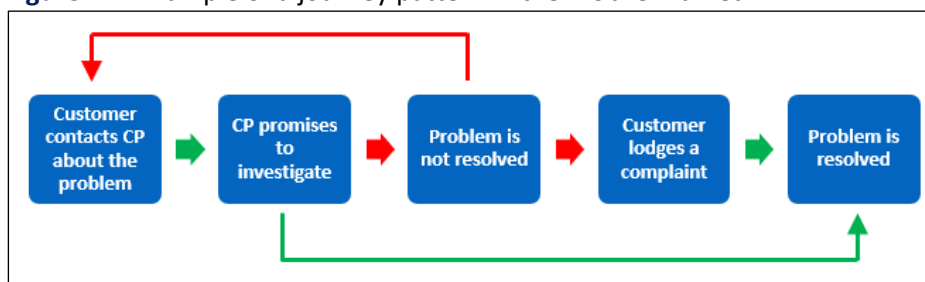 Customer
contacts CP
about the
problem
CP promises
to
investigate
Problem is
not resolved
Customer
lodges a
complaint
Problem is
resolved